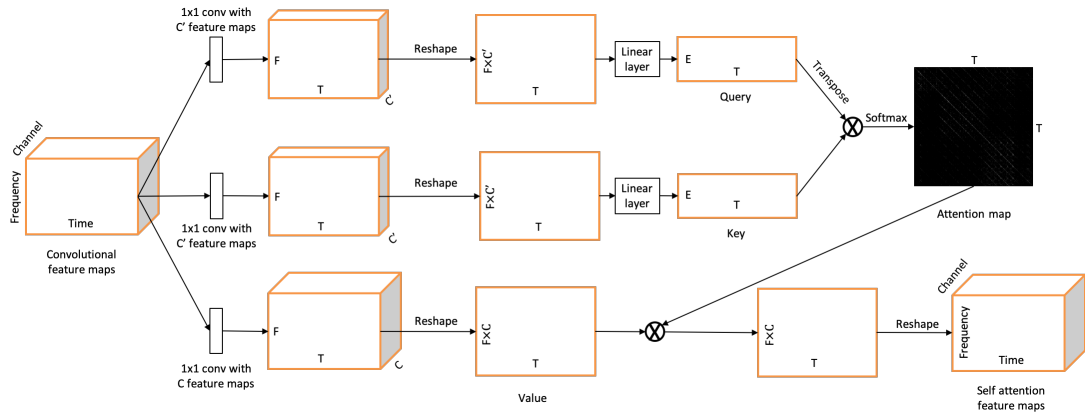 1x1 conv with
C’ feature maps
F
T
C’
Reshape
F×C’
T
Linear
layer
E
T
Query
Transpose
Softmax
T
T
Attention map
Channel
Frequency
Time
Convolutional
feature maps
1x1 conv with
C’ feature maps
F
T
C’
Reshape
F×C’
T
Linear
layer
E
T
Key
1x1 conv with
C feature maps
F
T
C
Reshape
F×C
T
Value
F×C
T
Reshape
Channel
Frequency
Time
Self attention
feature maps